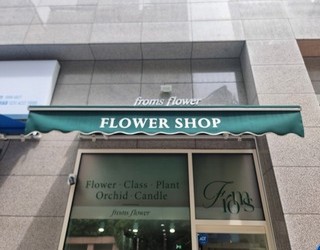 froms flower
FLOWER SHOP
Flower · Class · Plant
Orchid · Candle
froms flower